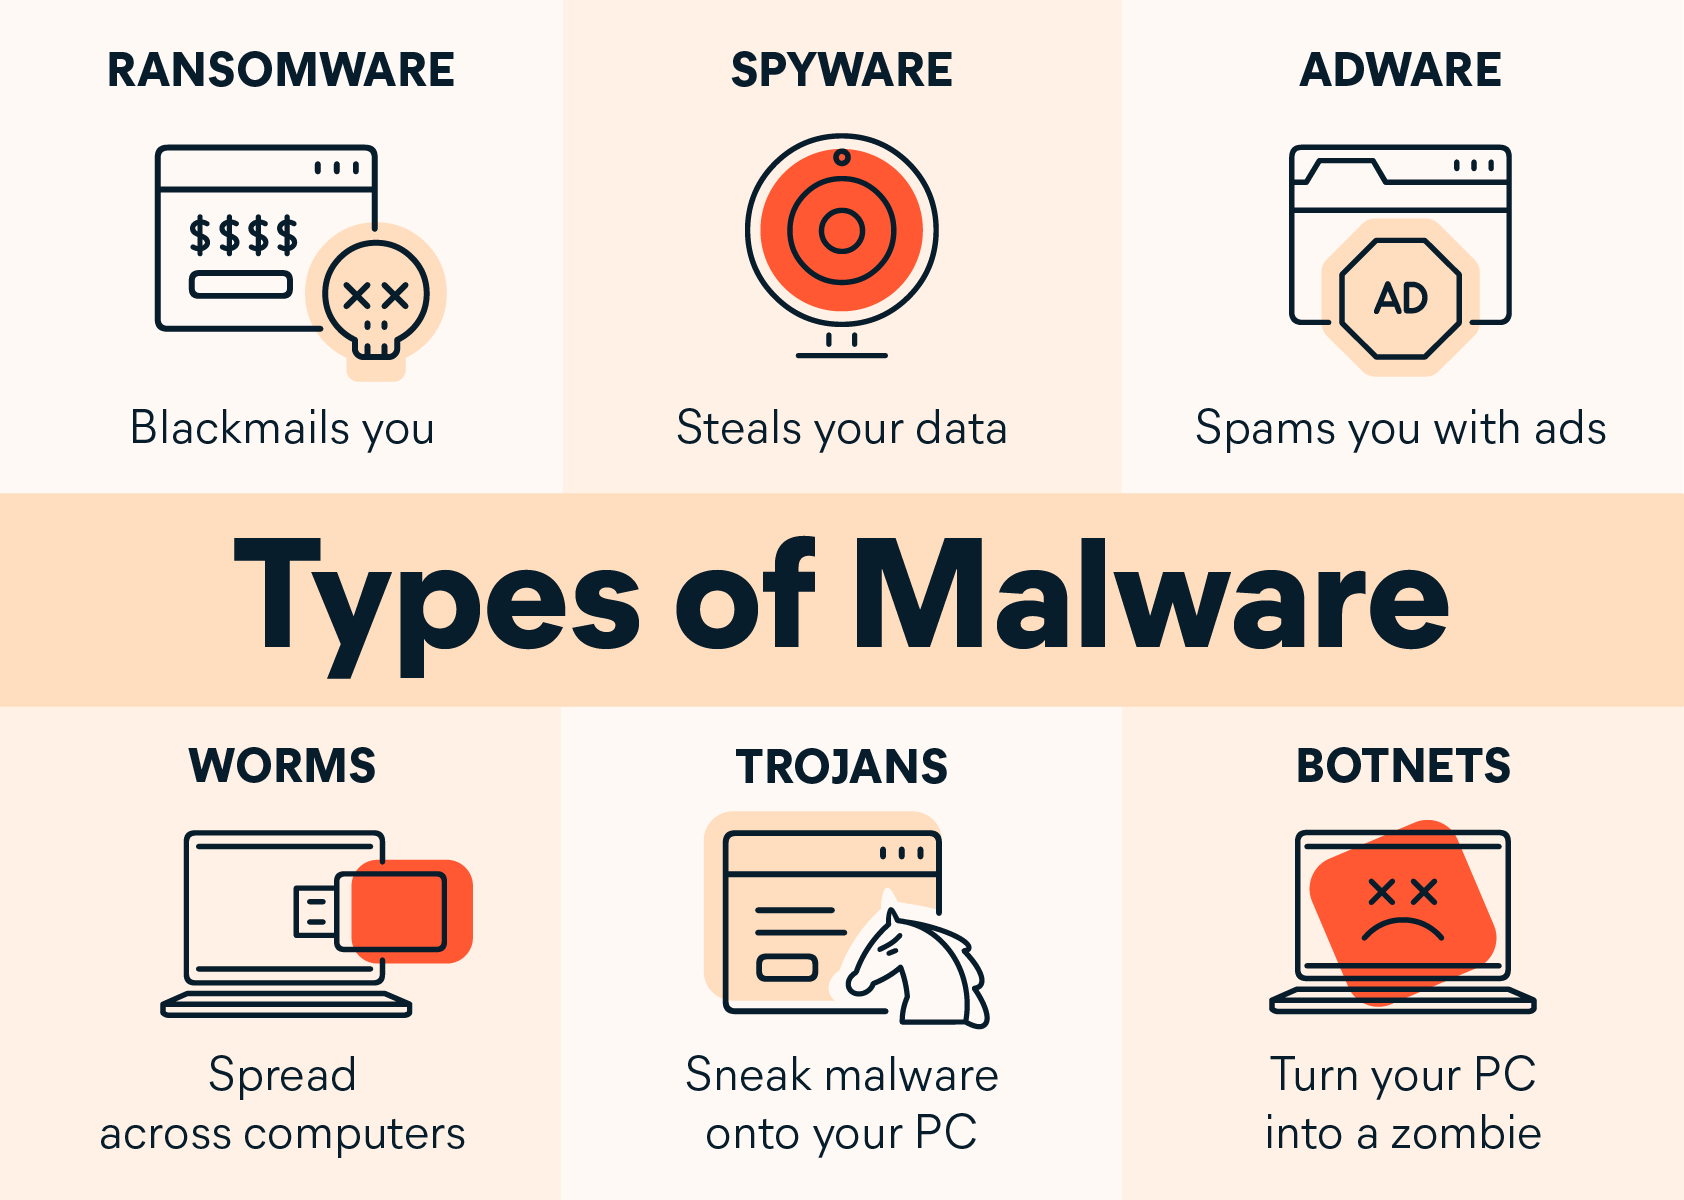 RANSOMWARE
SPYWARE
ADWARE
$$$$
AD
Blackmails you
Steals your data
Spams you with ads
Types of Malware
WORMS
TROJANS
BOTNETS
Spread
across computers
Sneak malware
onto your PC
Turn your PC
into a zombie